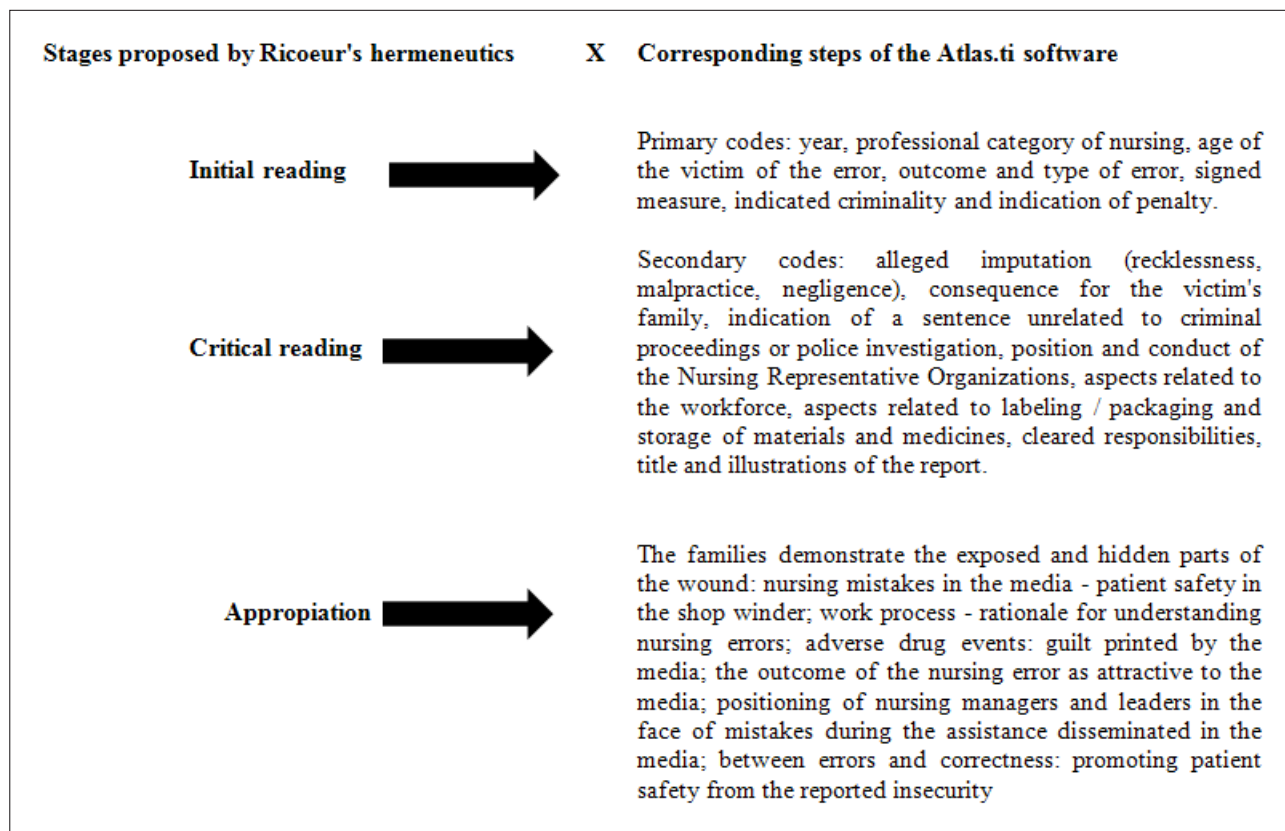 Stages proposed by Ricoeur's hermeneutics X Corresponding steps of the Atlas.ti software
Initial reading
Primary codes: year, professional category of nursing, age of
the victim of the error, outcome and type of error, signed
measure, indicated criminality and indication of penalty.
Critical reading
Secondary codes: alleged imputation (recklessness,
malpractice, negligence), consequence for the victim's
family, indication of a sentence unrelated to criminal
proceedings or police investigation, position and conduct of
the Nursing Representative Organizations, aspects related to
the workforce, aspects related to labeling / packaging and
storage of materials and medicines, cleared responsibilities,
title and illustrations of the report.
Appropiation
The families demonstrate the exposed and hidden parts of
the wound: nursing mistakes in the media - patient safety in
the shop winder; work process - rationale for understanding
nursing errors; adverse drug events: guilt printed by the
media; the outcome of the nursing error as attractive to the
media; positioning of nursing managers and leaders in the
face of mistakes during the assistance disseminated in the
media; between errors and correctness: promoting patient
safety from the reported insecurity